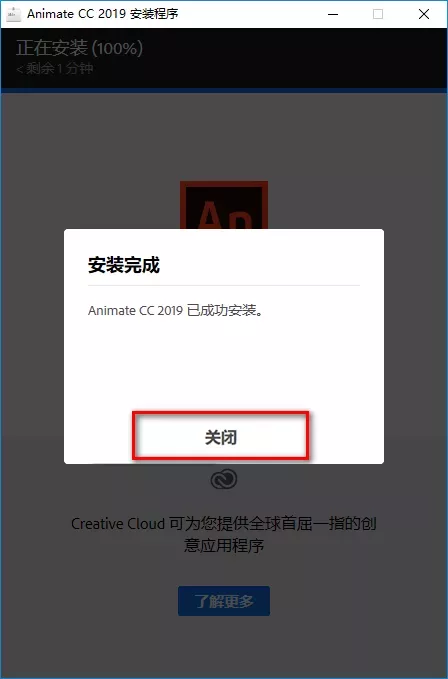 Animate CC 2019 安装程序
正在安装 (100%)
< 剩余 1 分钟
An
安装完成
Animate CC 2019 已成功安装。
关闭
Creative Cloud 可为您提供全球首屈一指的创
意应用程序
了解更多